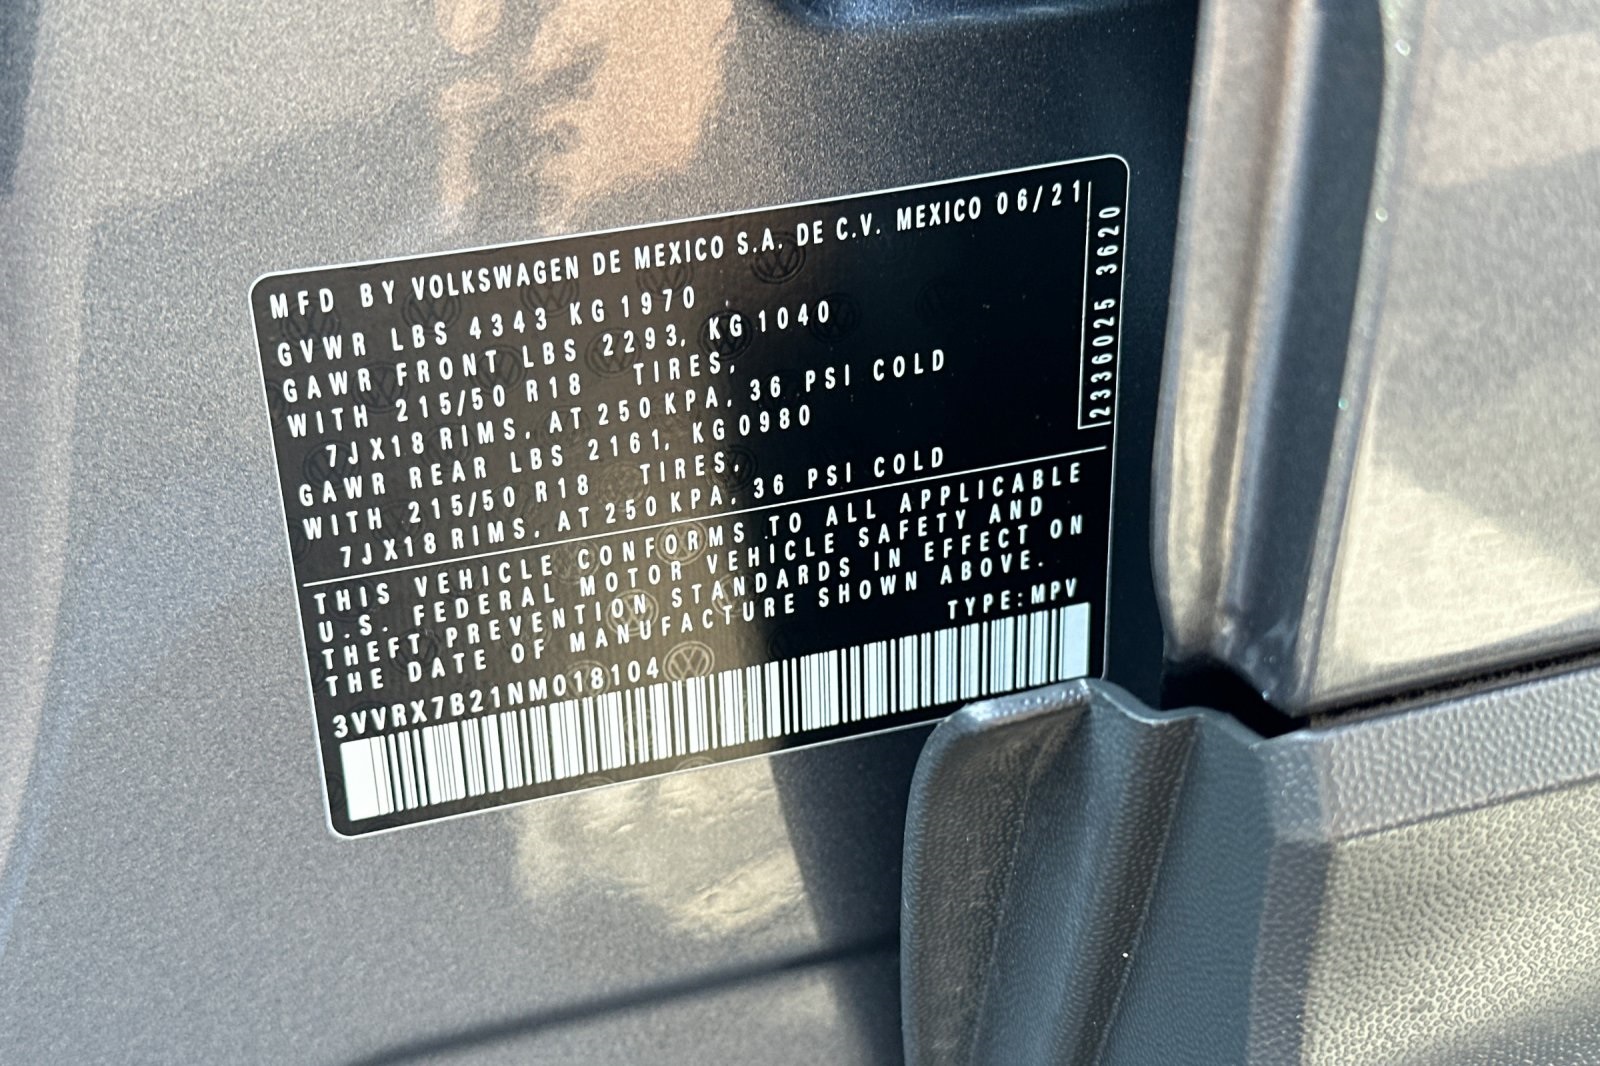 MFD BY VOLKSWAGEN DE MEXICO S.A. DE C.V. MEXICO 06/21
GVWR LBS 4343 KG 1970
GAWR FRONT LBS 2293, KG 1040
WITH 215/50 R18 TIRES,
7JX18 RIMS, AT 250 KPA, 36 PSI COLD
GAWR REAR LBS 2161, KG 0980
WITH 215/50 R18 TIRES,
7JX18 RIMS, AT 250 KPA, 36 PSI COLD
2336025 3620
THIS VEHICLE CONFORMS TO ALL APPLICABLE
U.S. FEDERAL MOTOR VEHICLE SAFETY AND
THEFT PREVENTION STANDARDS IN EFFECT ON
THE DATE OF MANUFACTURE SHOWN ABOVE.
TYPE:MPV
3VVRX7B21NM018104